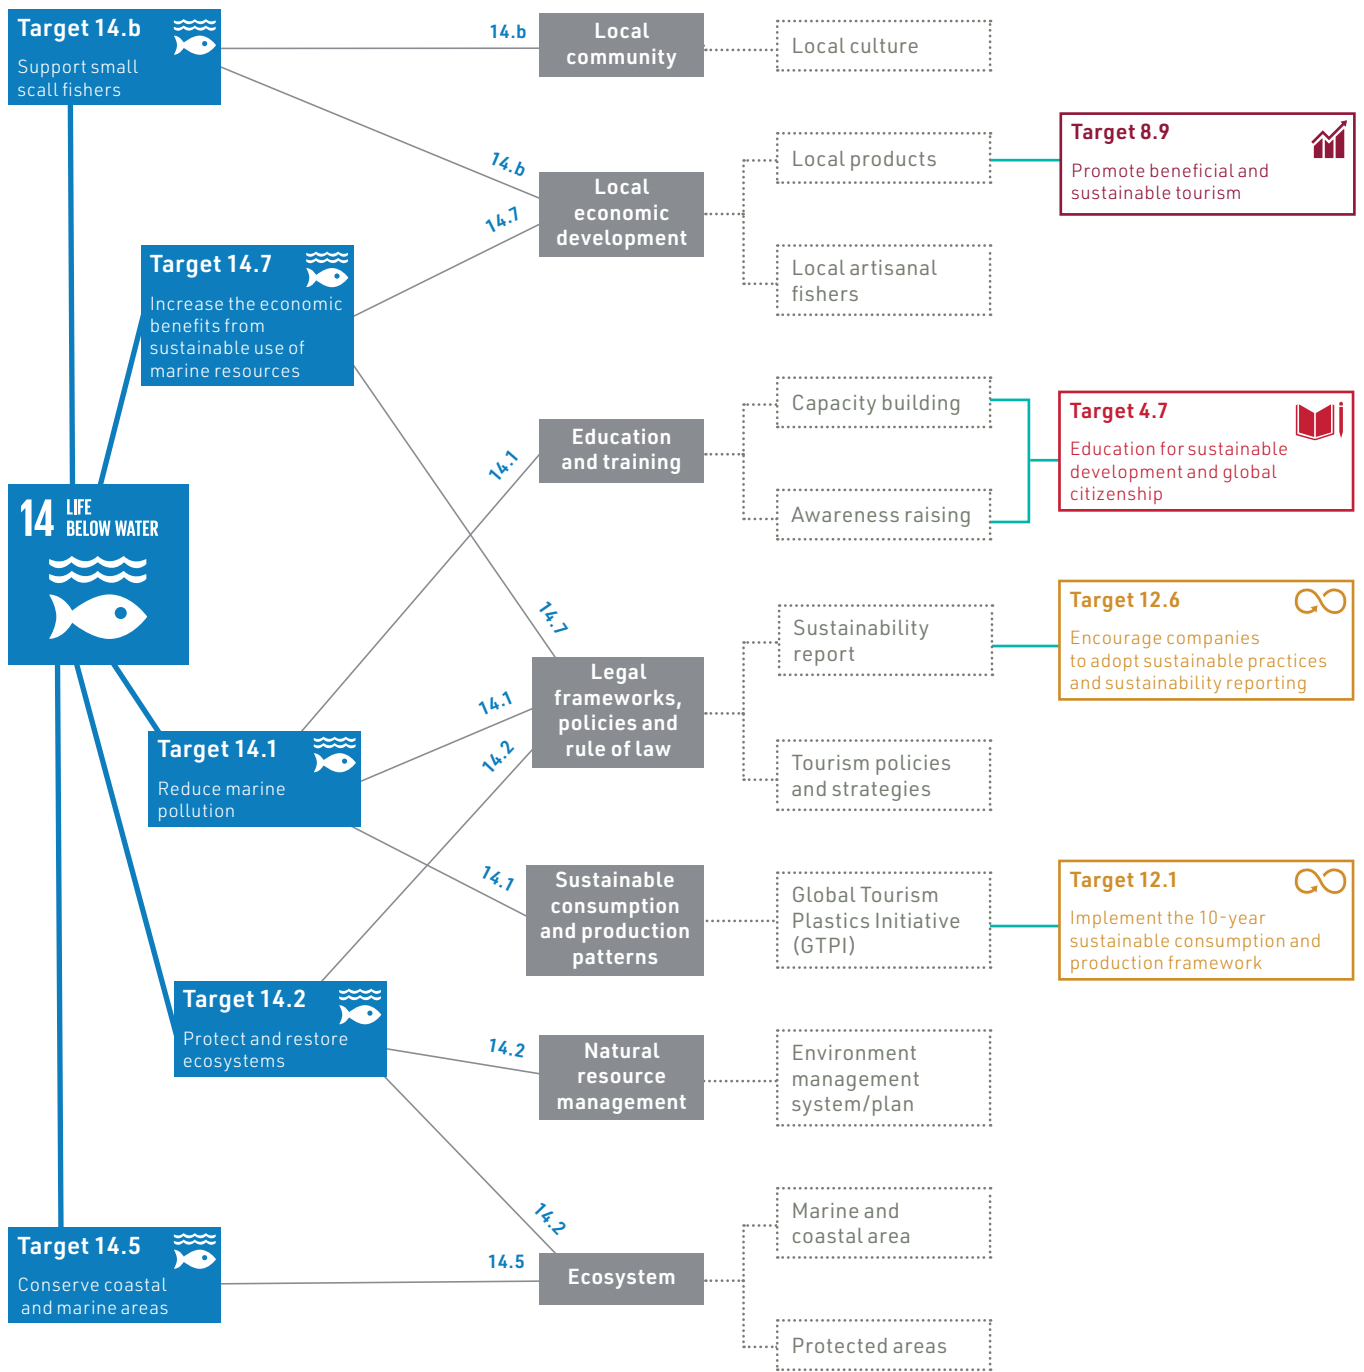 Target 14.b
Support small
scall fishers
14.b
Local
community
Local culture
14.b
14.7
Local
economic
development
Local products
Local artisanal
fishers
Target 8.9
Promote beneficial and
sustainable tourism
Target 14.7
Increase the economic
benefits from
sustainable use of
marine resources
14.1
Education
and training
Capacity building
Awareness raising
Target 4.7
Education for sustainable
development and global
citizenship
14 LIFE
BELOW WATER
14.7
14.1
14.2
Legal
frameworks,
policies and
rule of law
Sustainability
report
Tourism policies
and strategies
Target 12.6
Encourage companies
to adopt sustainable practices
and sustainability reporting
Target 14.1
Reduce marine
pollution
14.1
Sustainable
consumption
and production
patterns
Global Tourism
Plastics Initiative
(GTPI)
Target 12.1
Implement the 10-year
sustainable consumption and
production framework
Target 14.2
Protect and restore
ecosystems
14.2
Natural
resource
management
Environment
management
system/plan
14.2
14.5
Ecosystem
Marine and
coastal area
Protected areas
Target 14.5
Conserve coastal
and marine areas